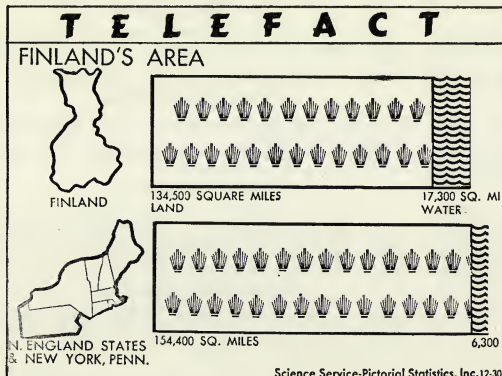 TELEFACT
FINLAND'S AREA
FINLAND
134,500 SQUARE MILES
LAND
17,300 SQ. MI
WATER
N. ENGLAND STATES
& NEW YORK, PENN.
154,400 SQ. MILES
6,300
Science Service-Pictorial Statistics, Inc. 12-30